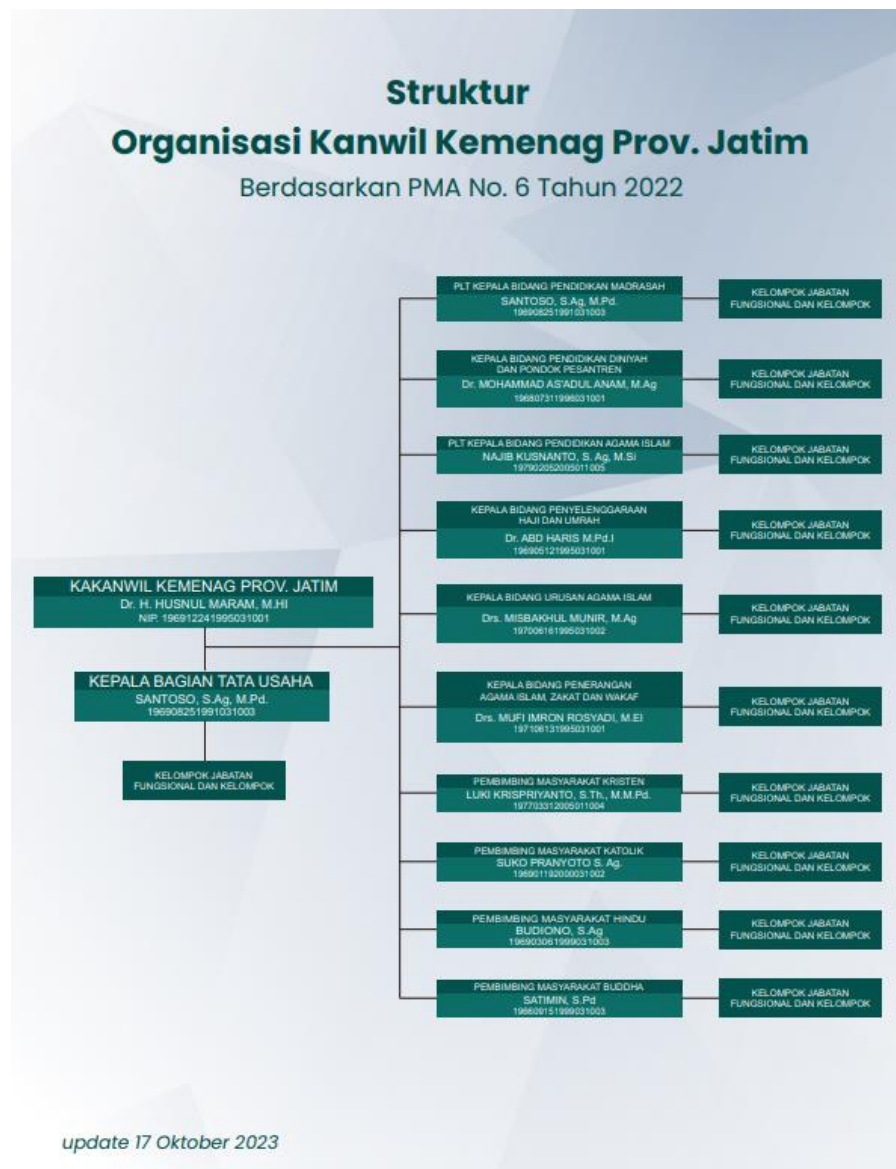 Struktur
Organisasi Kanwil Kemenag Prov. Jatim
Berdasarkan PMA No. 6 Tahun 2022
KAKANWIL KEMENAG PROV. JATIM
Dr. H. HUSNUL MARAM, M.HI
NIP. 196912241995031001
KEPALA BAGIAN TATA USAHA
SANTOSO, S.Ag, M.Pd.
196908251991031003
KELOMPOK JABATAN
FUNGSIONAL DAN KELOMPOK
PLT KEPALA BIDANG PENDIDIKAN MADRASAH
SANTOSO, S.Ag, M.Pd.
196908251991031003
KELOMPOK JABATAN
FUNGSIONAL DAN KELOMPOK
KEPALA BIDANG PENDIDIKAN DINIYAH
DAN PONDOK PESANTREN
Dr. MOHAMMAD AS'ADUL ANAM, M.Ag
196807311996031001
KELOMPOK JABATAN
FUNGSIONAL DAN KELOMPOK
PLT KEPALA BIDANG PENDIDIKAN AGAMA ISLAM
NAJIB KUSNANTO, S. Ag, M.Si
197902052005011005
KELOMPOK JABATAN
FUNGSIONAL DAN KELOMPOK
KEPALA BIDANG PENYELENGGARAAN
HAJI DAN UMRAH
Dr. ABD HARIS M.Pd.I
196905121995031001
KELOMPOK JABATAN
FUNGSIONAL DAN KELOMPOK
KEPALA BIDANG URUSAN AGAMA ISLAM
Drs. MISBAKHUL MUNIR, M.Ag
197006161995031002
KELOMPOK JABATAN
FUNGSIONAL DAN KELOMPOK
KEPALA BIDANG PENERANGAN
AGAMA ISLAM, ZAKAT DAN WAKAF
Drs. MUFI IMRON ROSYADI, M.EI
197106131995031001
KELOMPOK JABATAN
FUNGSIONAL DAN KELOMPOK
PEMBIMBING MASYARAKAT KRISTEN
LUKI KRISPRIYANTO, S.Th., M.M.Pd.
197703312005011004
KELOMPOK JABATAN
FUNGSIONAL DAN KELOMPOK
PEMBIMBING MASYARAKAT KATOLIK
SUKO PRANYOTO S. Ag.
196901192000031002
KELOMPOK JABATAN
FUNGSIONAL DAN KELOMPOK
PEMBIMBING MASYARAKAT HINDU
BUDIONO, S.Ag
196903061999031003
KELOMPOK JABATAN
FUNGSIONAL DAN KELOMPOK
PEMBIMBING MASYARAKAT BUDDHA
SATIMIN, S.Pd
196609151999031003
KELOMPOK JABATAN
FUNGSIONAL DAN KELOMPOK
update 17 Oktober 2023